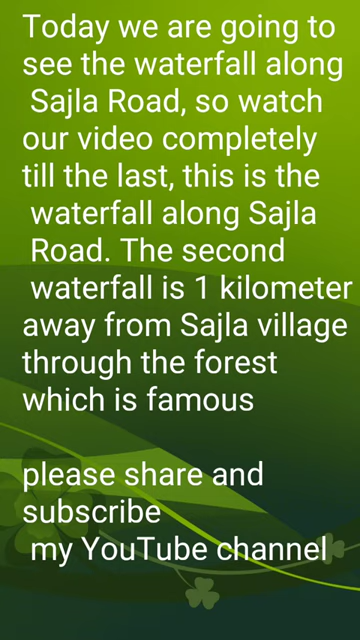 Today we are going to
see the waterfall along
Sajla Road, so watch
our video completely
till the last, this is the
waterfall along Sajla
Road. The second
waterfall is 1 kilometer
away from Sajla village
through the forest
which is famous
please share and
subscribe
my YouTube channel